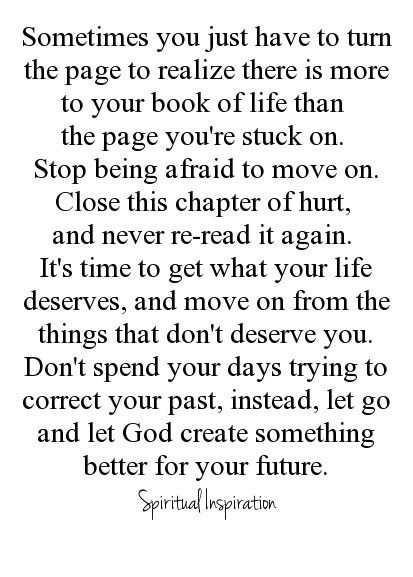 Sometimes you just have to turn
the page to realize there is more
to your book of life than
the page you're stuck on.
Stop being afraid to move on.
Close this chapter of hurt,
and never re-read it again.
It's time to get what your life
deserves, and move on from the
things that don't deserve you.
Don't spend your days trying to
correct your past, instead, let go
and let God create something
better for your future.
Spiritual Inspiration